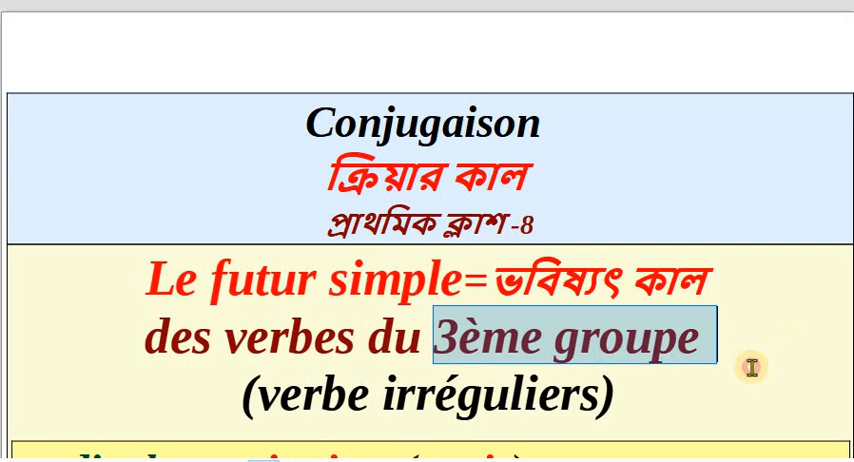 Conjugaison
ক্রিয়ার কাল
প্রাথমিক ক্লাশ -8
Le futur simple=ভবিষ্যৎ কাল
des verbes du 3ème groupe
(verbe irréguliers)